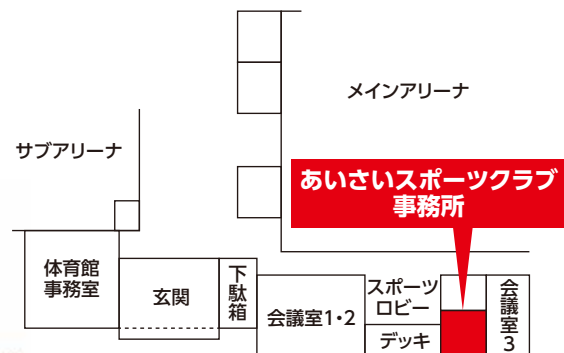 メインアリーナ
サブアリーナ
あいさいスポーツクラブ
事務所
体育館
事務室
玄関
下駄箱
会議室1・2
スポーツ
ロビー
デッキ
会議室3